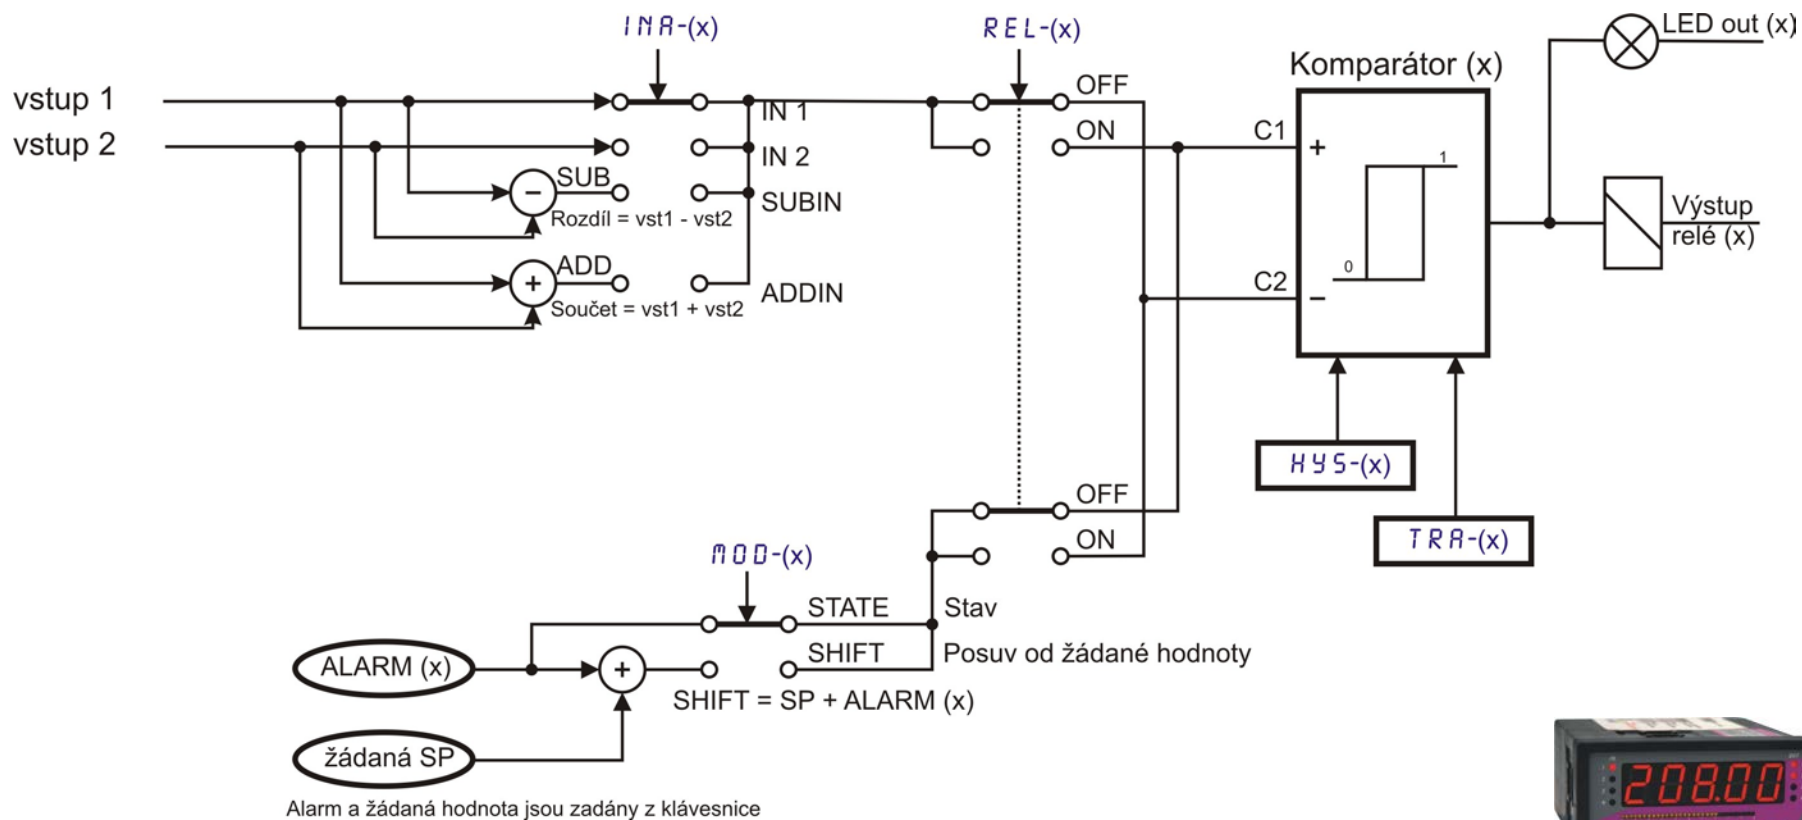 INA-(x)
REL-(x)
LED out (x)
Komparátor (x)
vstup 1
vstup 2
IN 1
IN 2
SUB
SUBIN
Rozdíl = vst1 - vst2
ADD
ADDIN
Součet = vst1 + vst2
OFF
ON
C1
+
1
0
C2
−
Výstup
relé (x)
−
+
HYS-(x)
TRA-(x)
OFF
ON
MOD-(x)
STATE
Stav
SHIFT
Posuv od žádané hodnoty
ALARM (x)
+
SHIFT = SP + ALARM (x)
žádaná SP
Alarm a žádaná hodnota jsou zadány z klávesnice
208.00